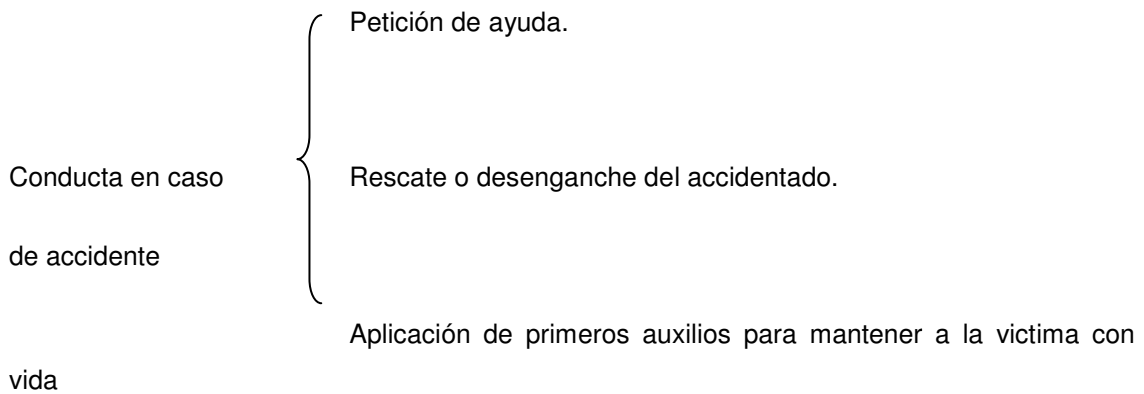 Petición de ayuda.
Conducta en caso
Rescate o desenganche del accidentado.
de accidente
Aplicación de primeros auxilios para mantener a la victima con
vida